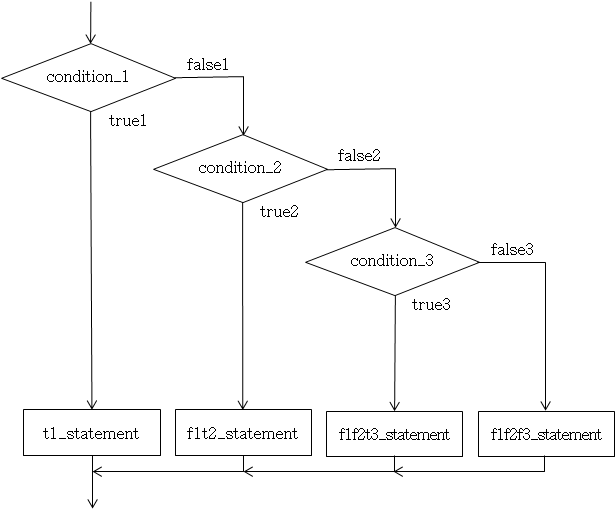 condition_1
false1
true1
condition_2
false2
true2
condition_3
false3
true3
t1_statement
f1t2_statement
f1f2t3_statement
f1f2f3_statement